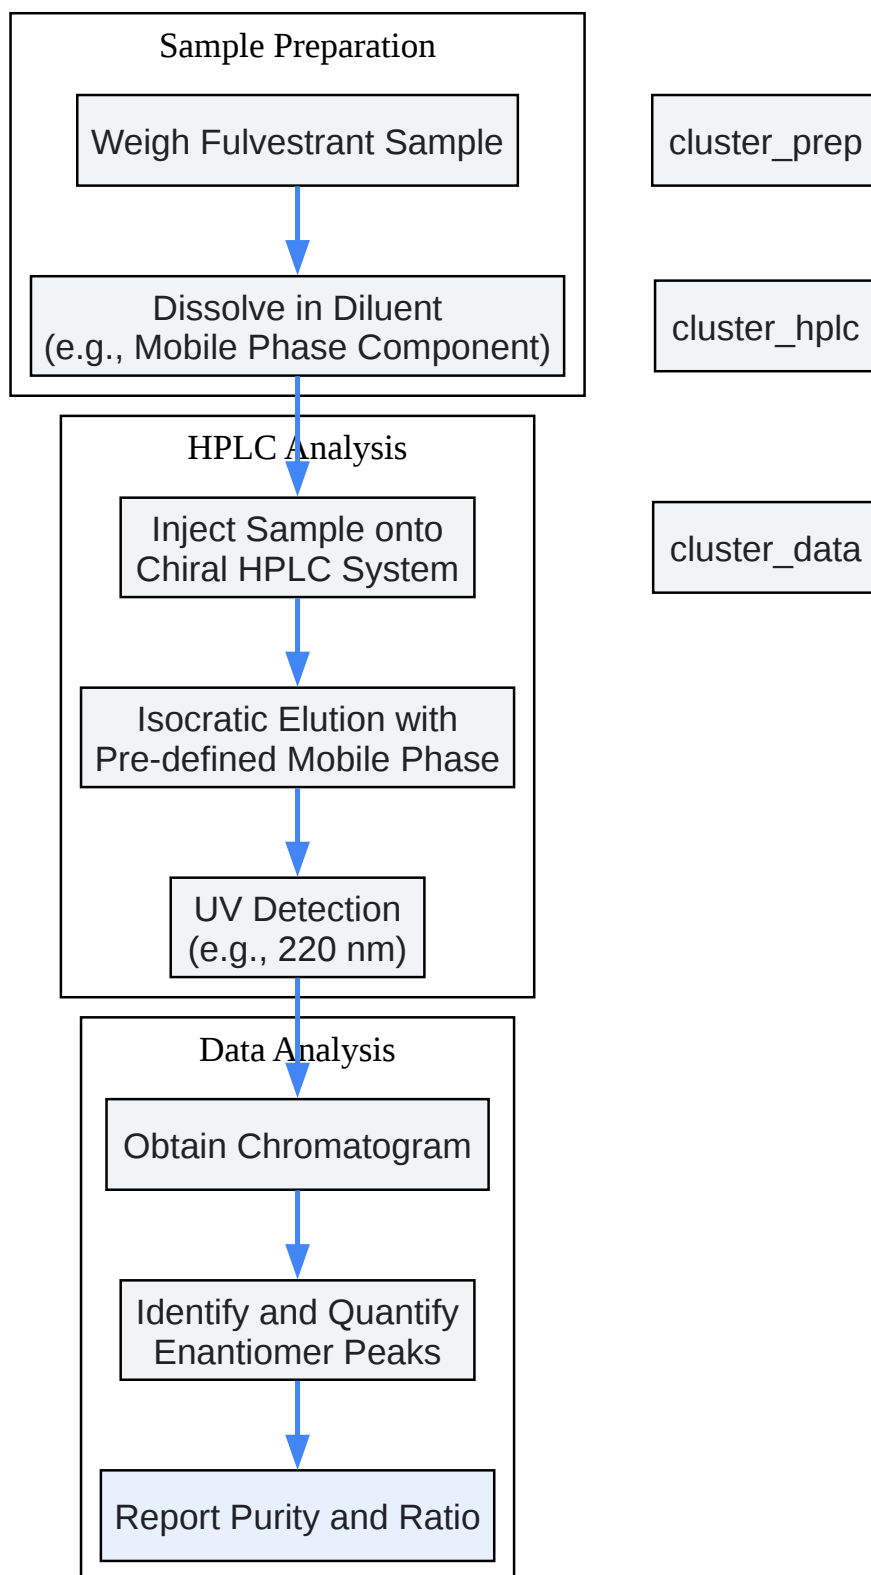 Sample Preparation
Weigh Fulvestrant Sample
cluster_prep
Dissolve in Diluent
(e.g., Mobile Phase Component)
cluster_hplc
HPLC Analysis
Inject Sample onto
Chiral HPLC System
cluster_data
Isocratic Elution with
Pre-defined Mobile Phase
UV Detection
(e.g., 220 nm)
Data Analysis
Obtain Chromatogram
Identify and Quantify
Enantiomer Peaks
Report Purity and Ratio